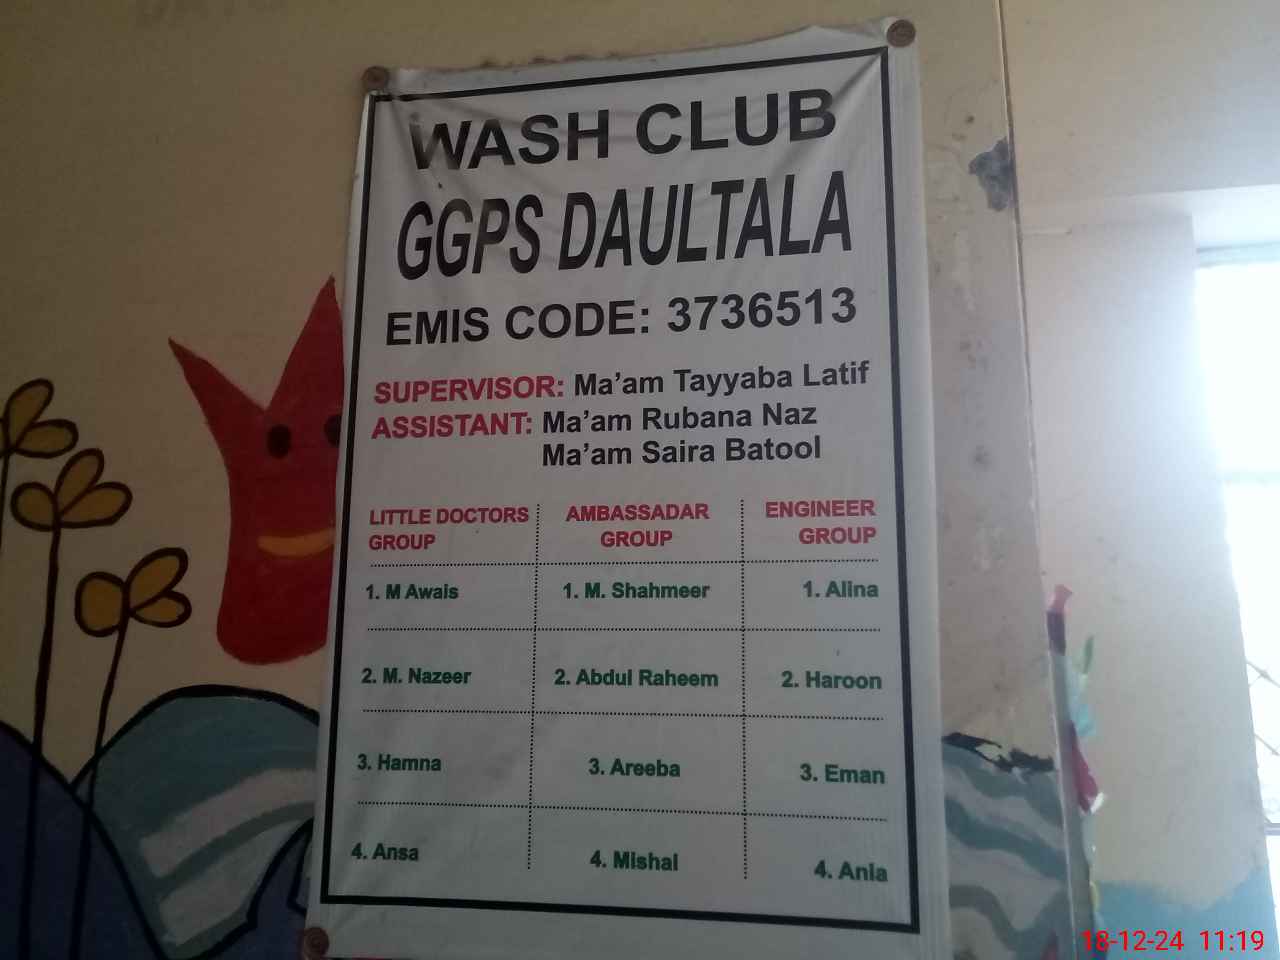 WASH CLUB
GGPS DAULTALA
EMIS CODE: 3736513
SUPERVISOR: Ma'am Tayyaba Latif
ASSISTANT: Ma'am Rubana Naz
Ma'am Saira Batool
LITTLE DOCTORS GROUP
AMBASSADAR GROUP
ENGINEER GROUP
1. M Awais
1. M. Shahmeer
1. Alina
2. M. Nazeer
2. Abdul Raheem
2. Haroon
3. Hamna
3. Areeba
3. Eman
4. Ansa
4. Mishal
4. Ania
18-12-24 11:19